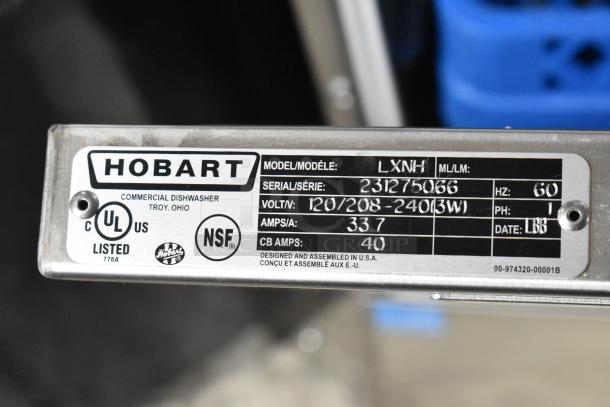 HOBART
COMMERCIAL DISHWASHER
TROY, OHIO
C UL US
LISTED
776A
NSF
MODEL/MODÉLE: LXNH ML/LM:
SERIAL/SÉRIE: 231275066 HZ: 60
VOLT/V: 120/208-240(3W) PH: 1
AMPS/A: 33.7 DATE: LBB
CB AMPS: 40
DESIGNED AND ASSEMBLED IN U.S.A.
CONÇU ET ASSEMBLÉ AUX É.-U.
00-974320-00001B